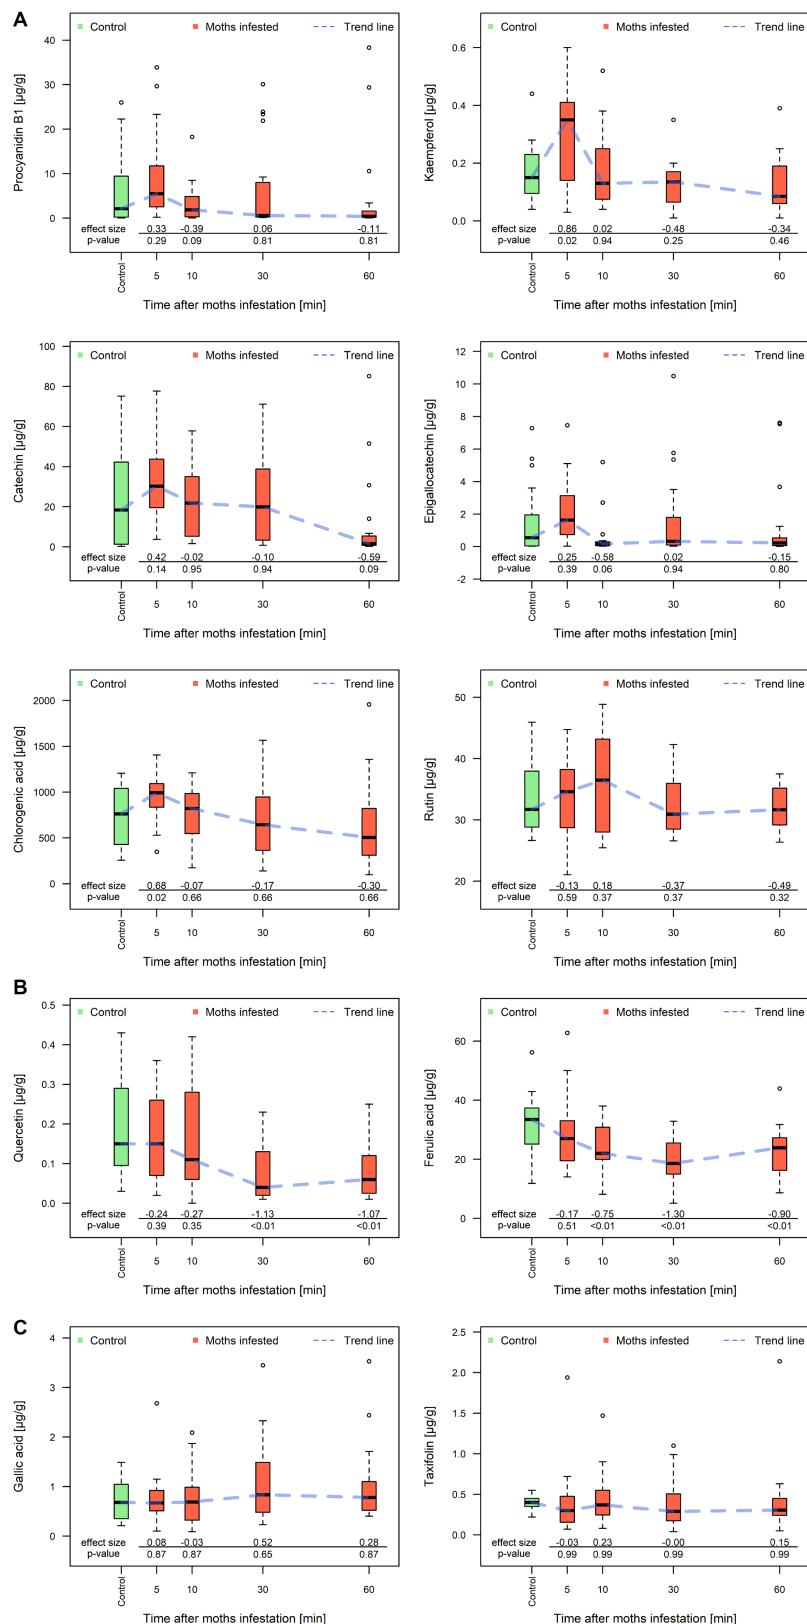 A
Control Moths infested Trend line
Procyanidin B1 [µg/g]
40
30
20
10
0
effect size 0.33 -0.39 0.06 -0.11
p-value 0.29 0.09 0.81 0.81
Control 5 10 30 60
Time after moths infestation [min]
Control Moths infested Trend line
Kaempferol [µg/g]
0.6
0.4
0.2
0.0
effect size 0.86 0.02 -0.48 -0.34
p-value 0.02 0.94 0.25 0.46
Control 5 10 30 60
Time after moths infestation [min]
Control Moths infested Trend line
Catechin [µg/g]
100
80
60
40
20
0
effect size 0.42 -0.02 -0.10 -0.59
p-value 0.14 0.95 0.94 0.09
Control 5 10 30 60
Time after moths infestation [min]
Control Moths infested Trend line
Epigallocatechin [µg/g]
12
10
8
6
4
2
0
-2
effect size 0.25 -0.58 0.02 -0.15
p-value 0.39 0.06 0.94 0.80
Control 5 10 30 60
Time after moths infestation [min]
Control Moths infested Trend line
Chlorogenic acid [µg/g]
2000
1500
1000
500
0
effect size 0.68 -0.07 -0.17 -0.30
p-value 0.02 0.66 0.66 0.66
Control 5 10 30 60
Time after moths infestation [min]
Control Moths infested Trend line
Rutin [µg/g]
50
40
30
20
effect size -0.13 0.18 -0.37 -0.49
p-value 0.59 0.37 0.37 0.32
Control 5 10 30 60
Time after moths infestation [min]
B
Control Moths infested Trend line
Quercetin [µg/g]
0.5
0.4
0.3
0.2
0.1
0.0
effect size -0.24 -0.27 -1.13 -1.07
p-value 0.39 0.35 <0.01 <0.01
Control 5 10 30 60
Time after moths infestation [min]
Control Moths infested Trend line
Ferulic acid [µg/g]
60
40
20
0
effect size -0.17 -0.75 -1.30 -0.90
p-value 0.51 <0.01 <0.01 <0.01
Control 5 10 30 60
Time after moths infestation [min]
C
Control Moths infested Trend line
Gallic acid [µg/g]
4
3
2
1
0
effect size 0.08 -0.03 0.52 0.28
p-value 0.87 0.87 0.65 0.87
Control 5 10 30 60
Time after moths infestation [min]
Control Moths infested Trend line
Taxifolin [µg/g]
2.5
2.0
1.5
1.0
0.5
0.0
effect size -0.03 0.23 -0.00 0.15
p-value 0.99 0.99 0.99 0.99
Control 5 10 30 60
Time after moths infestation [min]